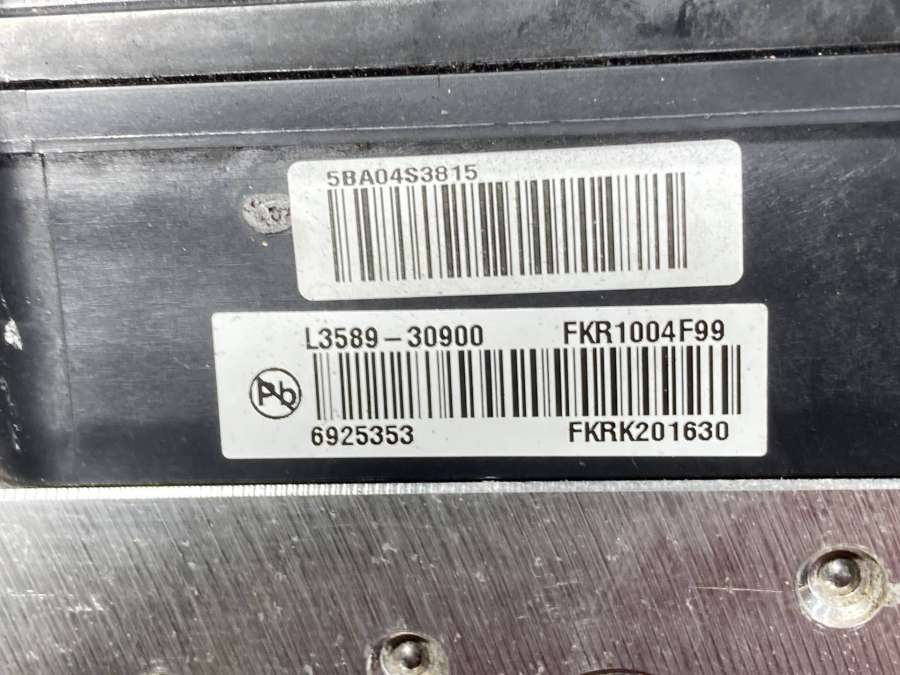 5BA04S3815
L3589-30900 FKR1004F99
Pb
6925353 FKRK201630